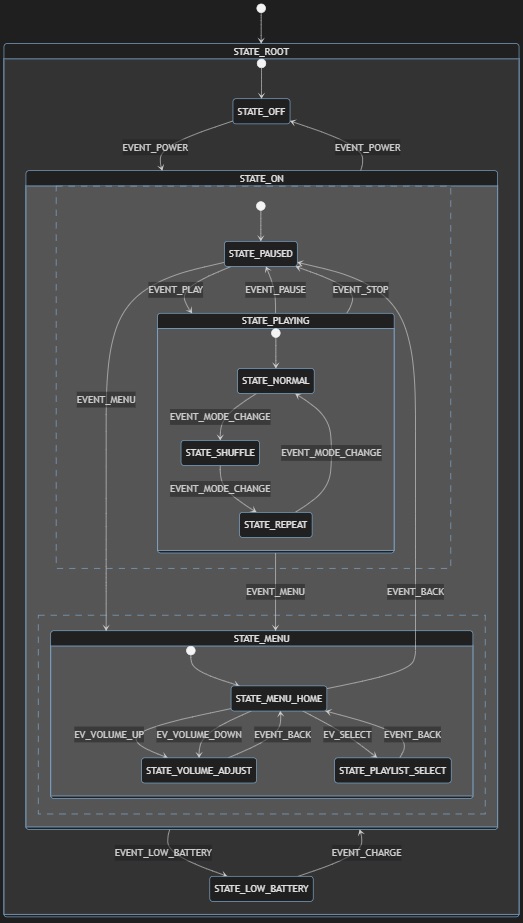 STATE_ROOT
STATE_OFF
EVENT_POWER
EVENT_POWER
STATE_ON
STATE_PAUSED
EVENT_PLAY
EVENT_PAUSE
EVENT_STOP
STATE_PLAYING
STATE_NORMAL
EVENT_MENU
EVENT_MODE_CHANGE
STATE_SHUFFLE
EVENT_MODE_CHANGE
EVENT_MODE_CHANGE
STATE_REPEAT
EVENT_MENU
EVENT_BACK
STATE_MENU
STATE_MENU_HOME
EV_VOLUME_UP
EV_VOLUME_DOWN
EVENT_BACK
EV_SELECT
EVENT_BACK
STATE_VOLUME_ADJUST
STATE_PLAYLIST_SELECT
EVENT_LOW_BATTERY
EVENT_CHARGE
STATE_LOW_BATTERY